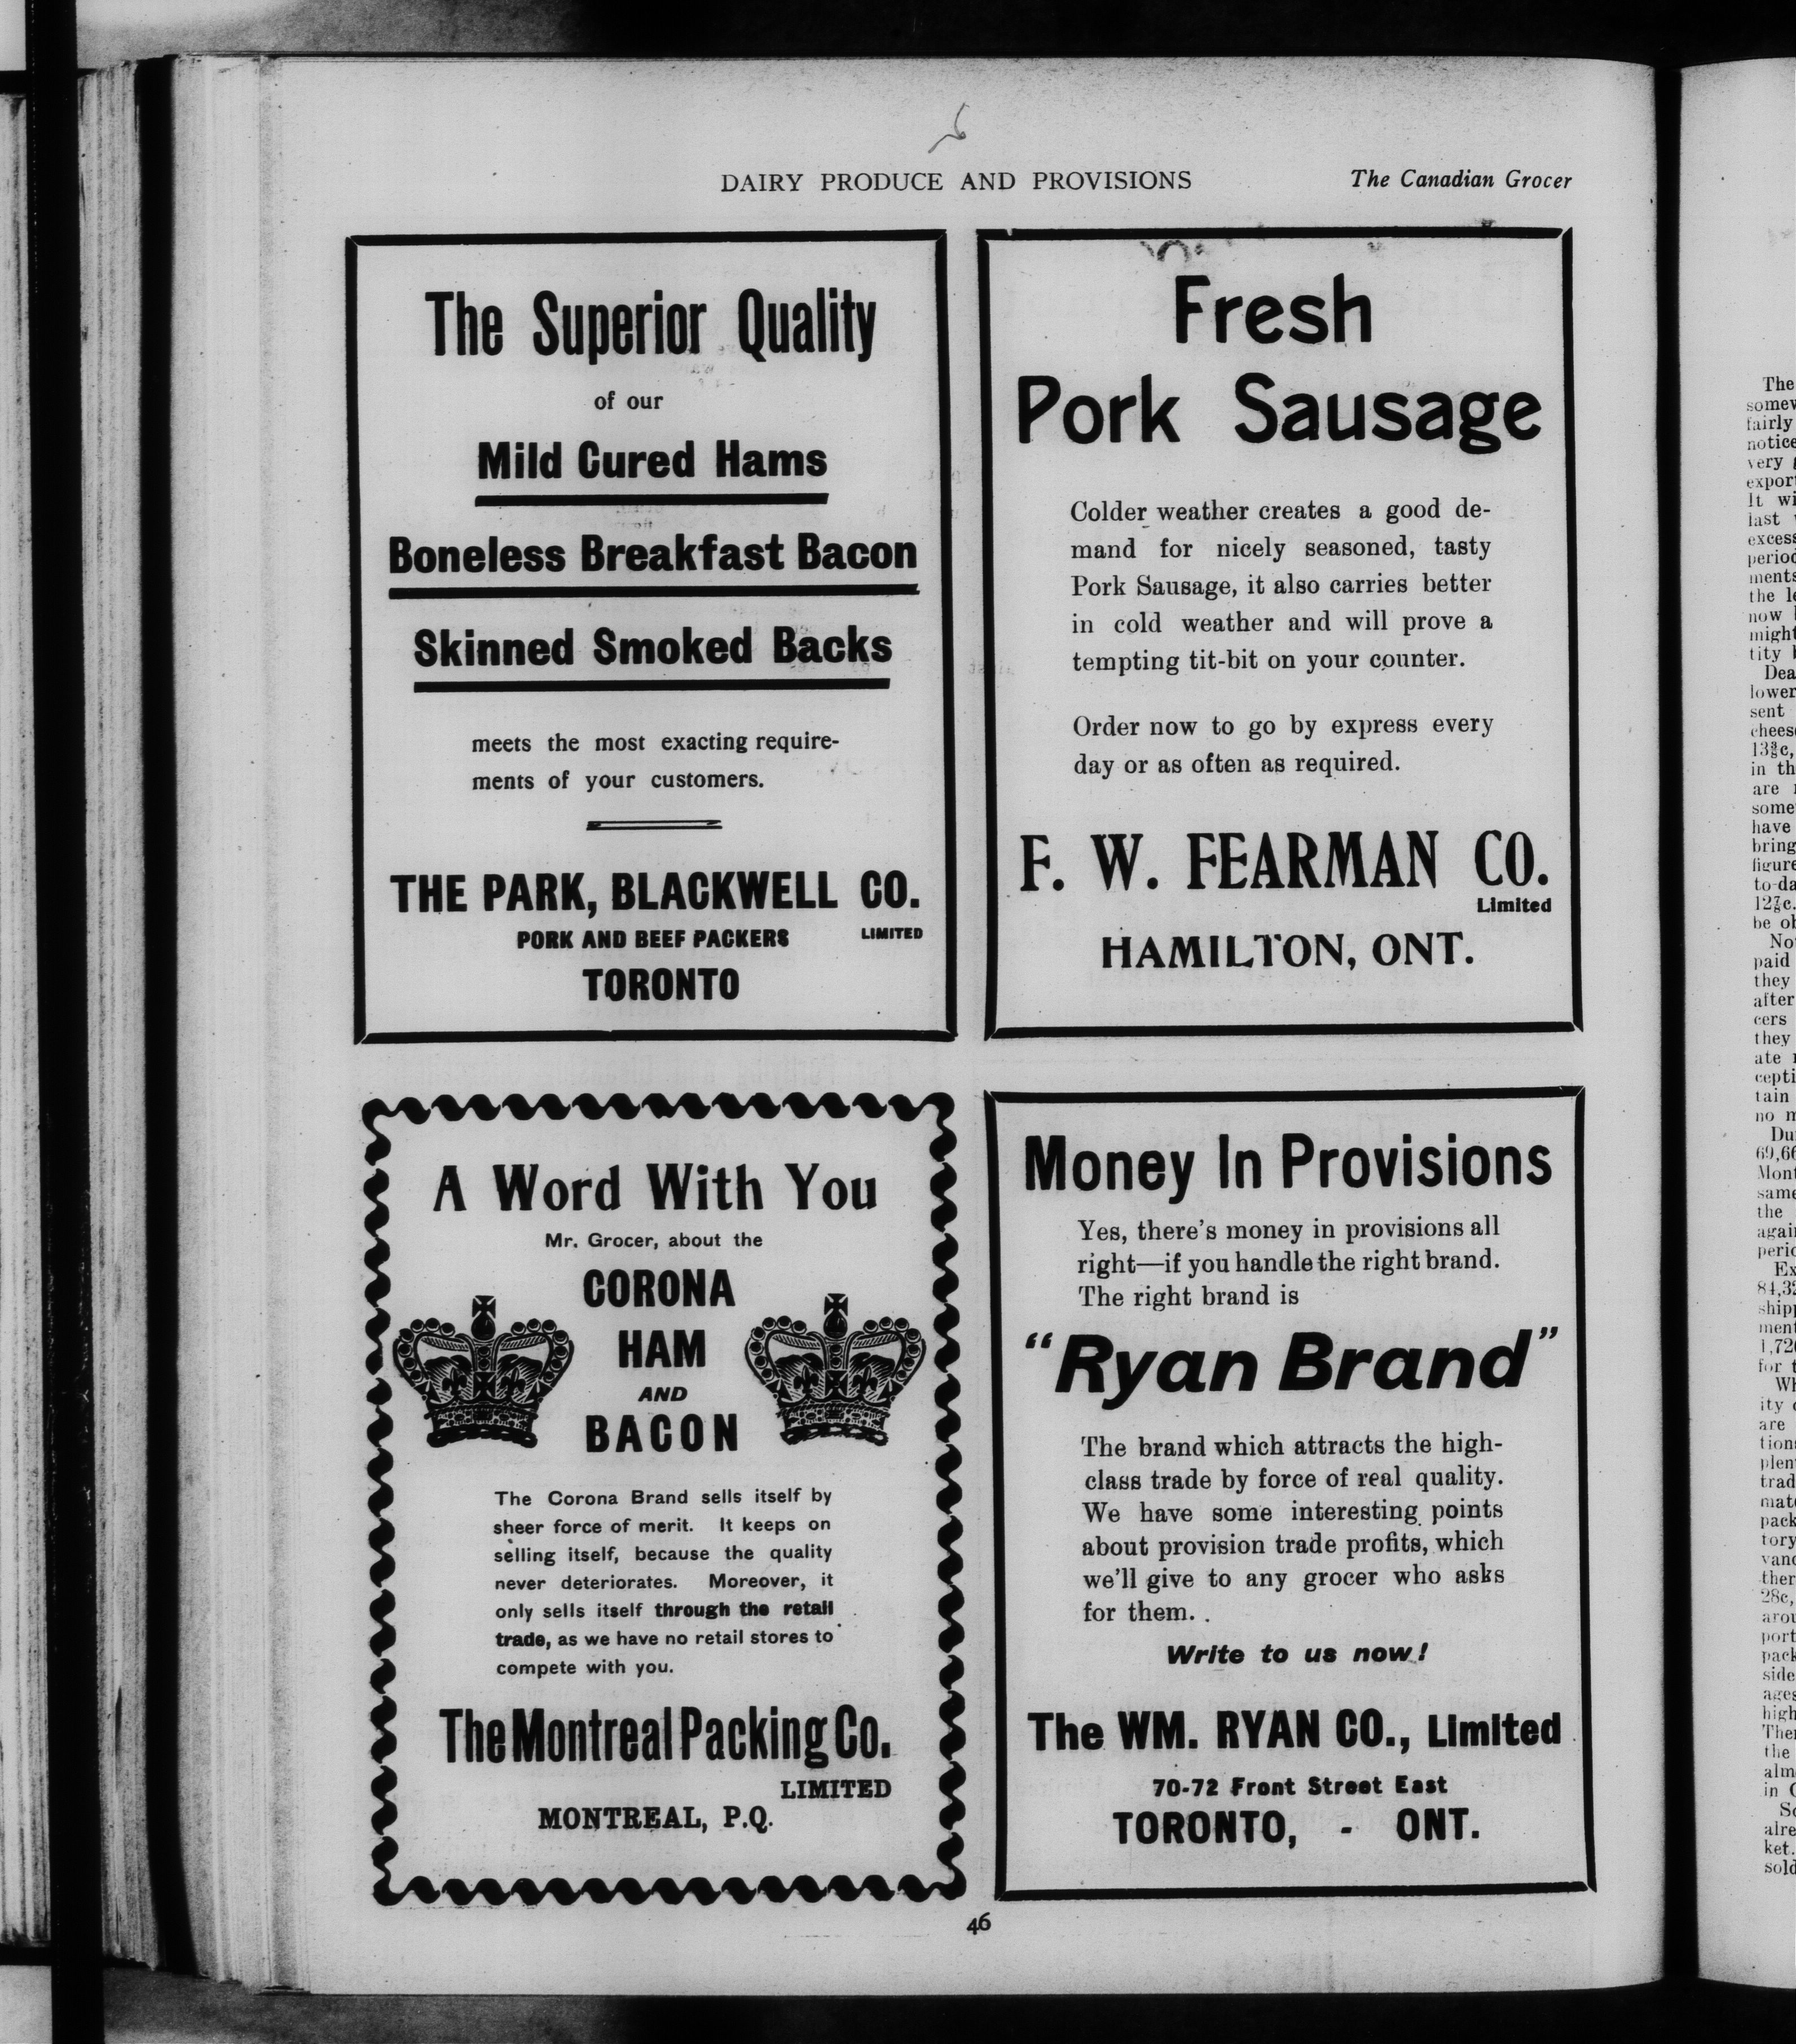 DAIRY PRODUCE AND PROVISIONS
The Canadian Grocer
The Superior Quality
of our
Mild Cured Hams
Boneless Breakfast Bacon
Skinned Smoked Backs
meets the most exacting require-
ments of your customers.
THE PARK, BLACKWELL CO.
LIMITED
PORK AND BEEF PACKERS
TORONTO
Fresh
Pork Sausage
Colder weather creates a good de-
mand for nicely seasoned, tasty
Pork Sausage, it also carries better
in cold weather and will prove a
tempting tit-bit on your counter.
Order now to go by express every
day or as often as required.
F. W. FEARMAN CO.
Limited
HAMILTON, ONT.
A Word With You
Mr. Grocer, about the
CORONA
HAM
AND
BACON
The Corona Brand sells itself by
sheer force of merit. It keeps on
selling itself, because the quality
never deteriorates. Moreover, it
only sells itself through the retail
trade, as we have no retail stores to
compete with you.
The Montreal Packing Co.
LIMITED
MONTREAL, P.Q.
Money In Provisions
Yes, there's money in provisions all
right—if you handle the right brand.
The right brand is
"Ryan Brand"
The brand which attracts the high-
class trade by force of real quality.
We have some interesting points
about provision trade profits, which
we'll give to any grocer who asks
for them. .
Write to us now!
The WM. RYAN CO., Limited
70-72 Front Street East
TORONTO, - ONT.
46